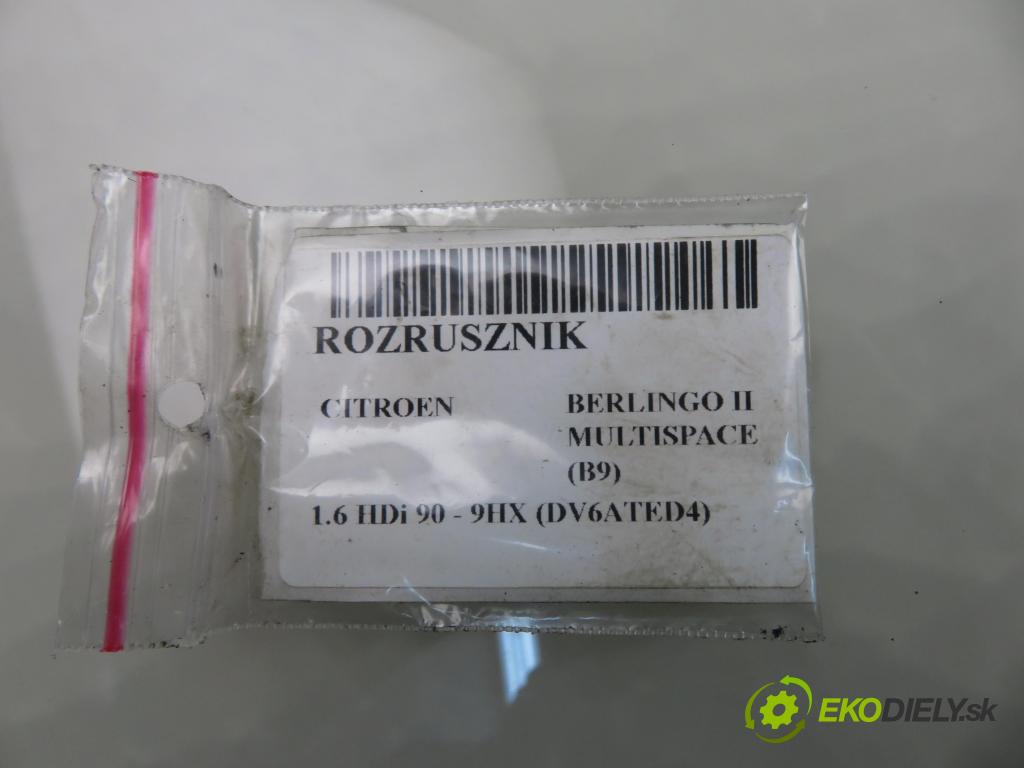 ROZRUSZNIK
CITROEN BERLINGO II
MULTISPACE
(B9)
1.6 HDi 90 - 9HX (DV6ATED4)
EKODIELY.sk